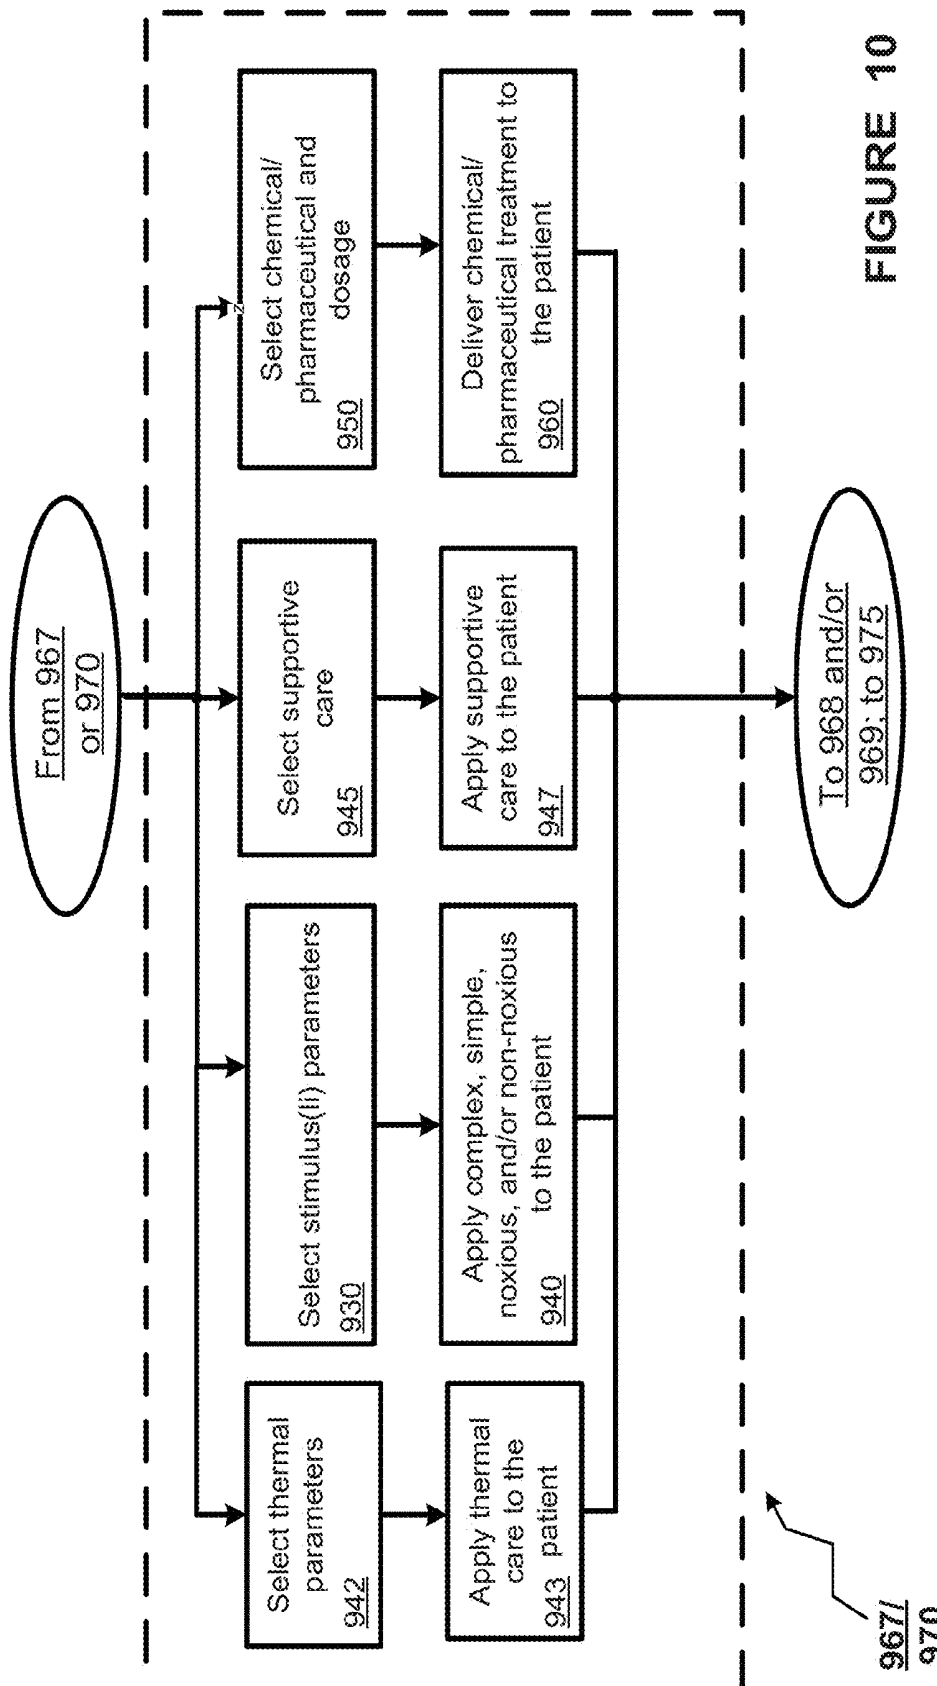 From 967
or 970
Select thermal
parameters
942
Select stimulus(li) parameters
930
Select supportive
care
945
Select chemical/
pharmaceutical and
dosage
950
Apply thermal
care to the
patient
943
Apply complex, simple,
noxious, and/or non-noxious
to the patient
940
Apply supportive
care to the patient
947
Deliver chemical/
pharmaceutical treatment to
the patient
960
To 968 and/or
969; to 975
967/
970
FIGURE 10